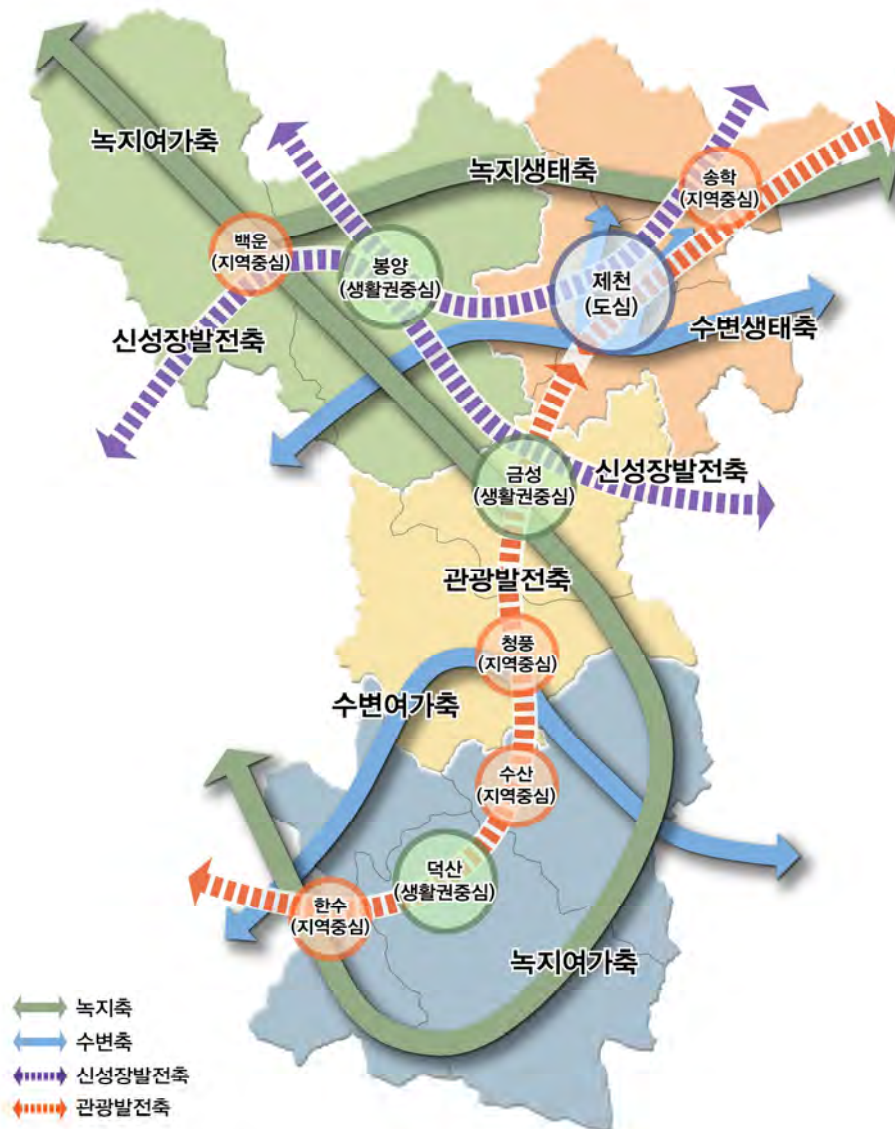 녹지여가축
녹지생태축
송학
(지역중심)
백운
(지역중심)
봉양
(생활권중심)
제천
(도심)
신성장발전축
수변생태축
금성
(생활권중심)
신성장발전축
관광발전축
청풍
(지역중심)
수변여가축
수산
(지역중심)
덕산
(생활권중심)
한수
(지역중심)
녹지여가축
녹지축
수변축
신성장발전축
관광발전축